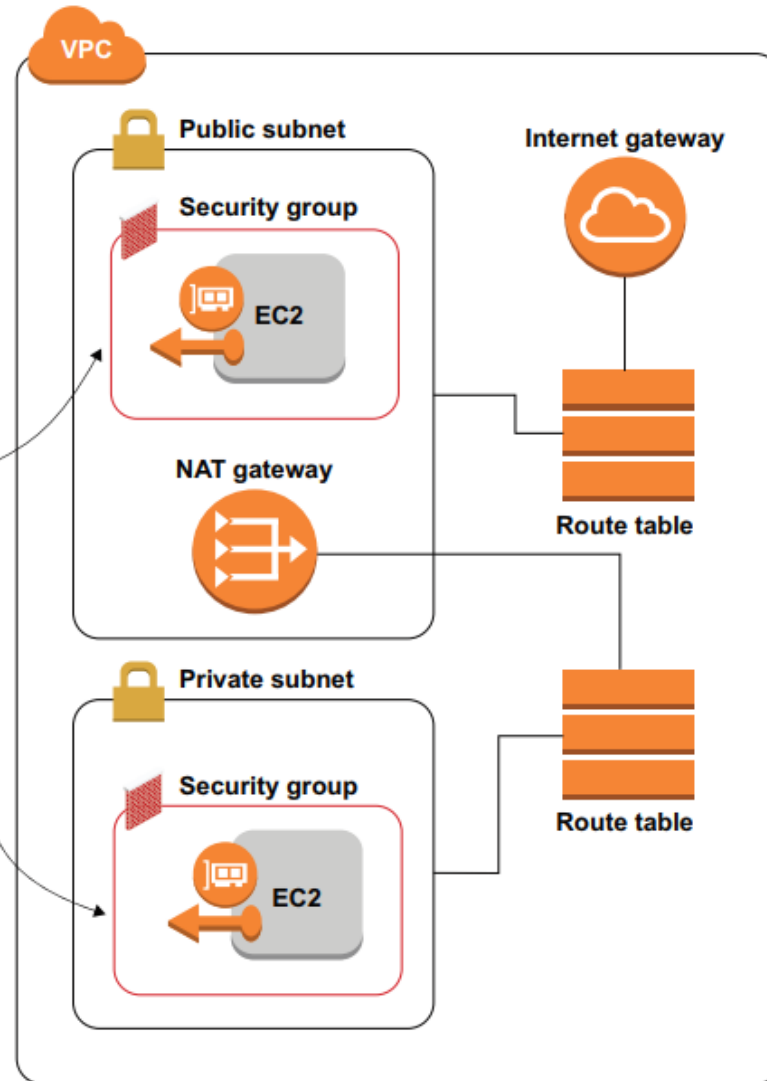 VPC
Public subnet
Internet gateway
Security group
EC2
NAT gateway
Route table
Private subnet
Security group
Route table
EC2